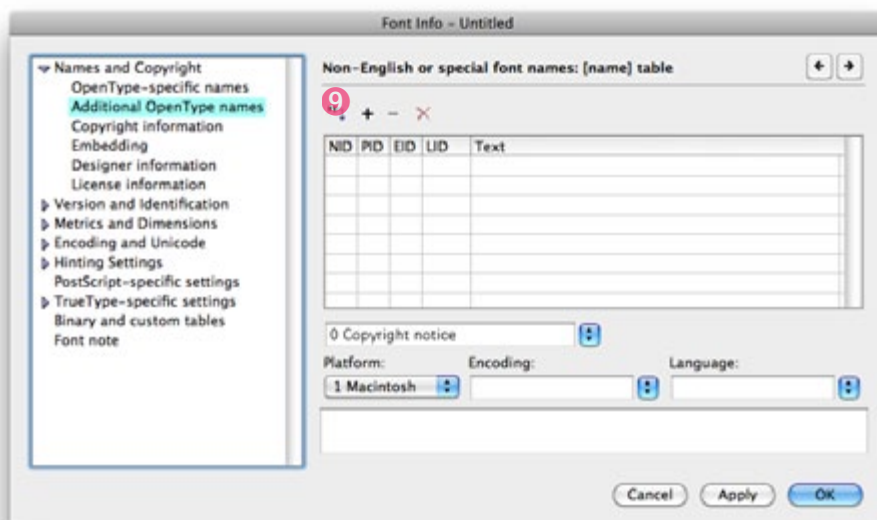 Font Info – Untitled
Names and Copyright
OpenType-specific names
Additional OpenType names
Copyright information
Embedding
Designer information
License information
Version and Identification
Metrics and Dimensions
Encoding and Unicode
Hinting Settings
PostScript-specific settings
TrueType-specific settings
Binary and custom tables
Font note
Non-English or special font names: [name] table
9
NID PID EID LID Text
0 Copyright notice
Platform: Encoding: Language:
1 Macintosh
Cancel Apply OK